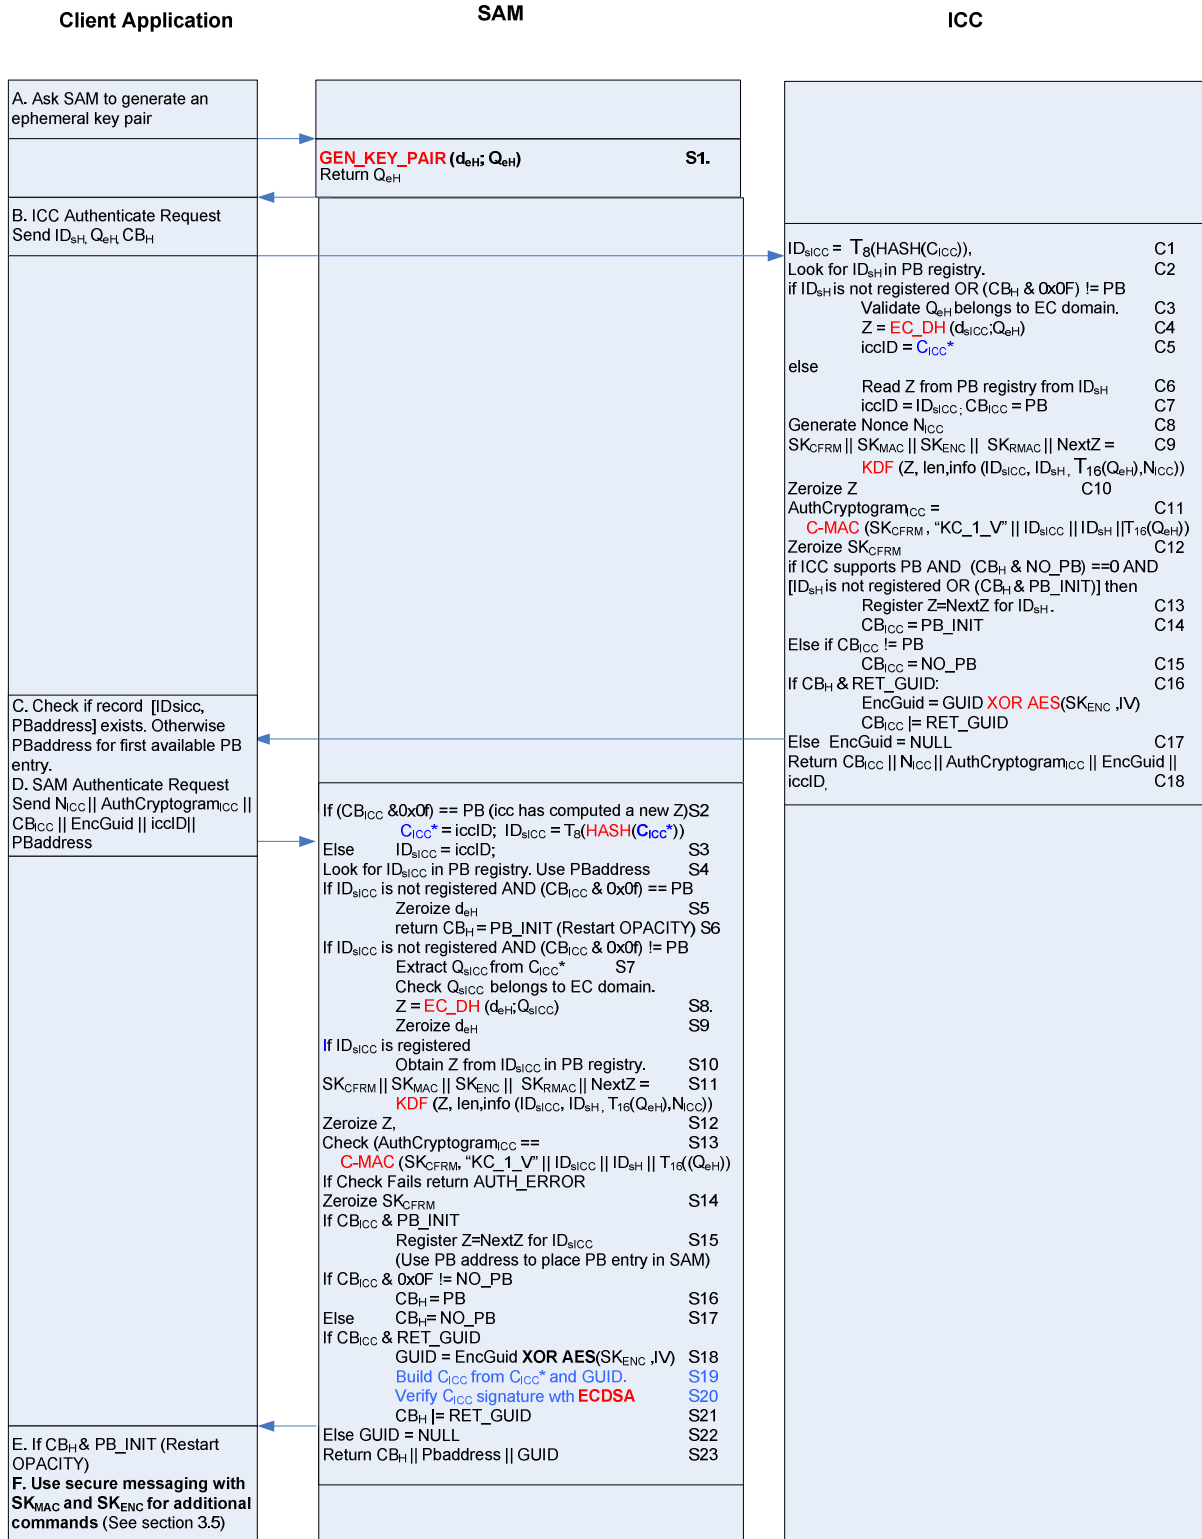 Client Application
SAM
ICC
A. Ask SAM to generate an
ephemeral key pair
GEN_KEY_PAIR (deH; QeH) S1.
Return QeH
B. ICC Authenticate Request
Send IDsH, QeH, CBH
IDsICC = T8(HASH(CICC)), C1
Look for IDsH in PB registry. C2
if IDsH is not registered OR (CBH & 0x0F) != PB
Validate QeH belongs to EC domain. C3
Z = EC_DH (dsICC;QeH) C4
iccID = CICC* C5
else
Read Z from PB registry from IDsH C6
iccID = IDsICC; CBICC = PB C7
Generate Nonce NICC C8
SKCFRM || SKMAC || SKENC || SKRMAC || NextZ = C9
KDF (Z, len,info (IDsICC, IDsH, T16(QeH),NICC))
Zeroize Z C10
AuthCryptogramICC = C11
C-MAC (SKCFRM, “KC_1_V” || IDsICC || IDsH ||T16(QeH))
Zeroize SKCFRM C12
if ICC supports PB AND (CBH & NO_PB) ==0 AND
[IDsH is not registered OR (CBH & PB_INIT)] then
Register Z=NextZ for IDsH. C13
CBICC = PB_INIT C14
Else if CBICC != PB
CBICC = NO_PB C15
If CBH & RET_GUID: C16
EncGuid = GUID XOR AES(SKENC ,IV)
CBICC |= RET_GUID
Else EncGuid = NULL C17
Return CBICC || NICC || AuthCryptogramICC || EncGuid ||
iccID, C18
C. Check if record [IDsicc,
PBaddress] exists. Otherwise
PBaddress for first available PB
entry.
D. SAM Authenticate Request
Send NICC || AuthCryptogramICC ||
CBICC || EncGuid || iccID||
PBaddress
If (CBICC &0x0f) == PB (icc has computed a new Z)S2
CICC* = iccID; IDsICC = T8(HASH(CICC*))
Else IDsICC = iccID; S3
Look for IDsICC in PB registry. Use PBaddress S4
If IDsICC is not registered AND (CBICC & 0x0f) == PB
Zeroize deH S5
return CBH = PB_INIT (Restart OPACITY) S6
If IDsICC is not registered AND (CBICC & 0x0f) != PB
Extract QsICC from CICC* S7
Check QsICC belongs to EC domain.
Z = EC_DH (deH;QsICC) S8.
Zeroize deH S9
If IDsICC is registered
Obtain Z from IDsICC in PB registry. S10
SKCFRM || SKMAC || SKENC || SKRMAC || NextZ = S11
KDF (Z, len,info (IDsICC, IDsH, T16(QeH),NICC))
Zeroize Z, S12
Check (AuthCryptogramICC == S13
C-MAC (SKCFRM, “KC_1_V” || IDsICC || IDsH || T16((QeH))
If Check Fails return AUTH_ERROR
Zeroize SKCFRM S14
If CBICC & PB_INIT
Register Z=NextZ for IDsICC S15
(Use PB address to place PB entry in SAM)
If CBICC & 0x0F != NO_PB
CBH = PB S16
Else CBH= NO_PB S17
If CBICC & RET_GUID
GUID = EncGuid XOR AES(SKENC ,IV) S18
Build CICC from CICC* and GUID. S19
Verify CICC signature wth ECDSA S20
CBH |= RET_GUID S21
Else GUID = NULL S22
Return CBH || Pbaddress || GUID S23
E. If CBH & PB_INIT (Restart
OPACITY)
F. Use secure messaging with
SKMAC and SKENC for additional
commands (See section 3.5)